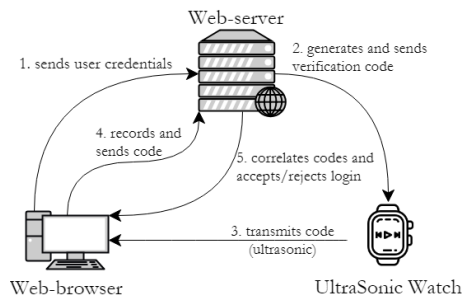 Web-server
1. sends user credentials
2. generates and sends
verification code
4. records and
sends code
5. correlates codes and
accepts/rejects login
3. transmits code
(ultrasonic)
Web-browser
UltraSonic Watch